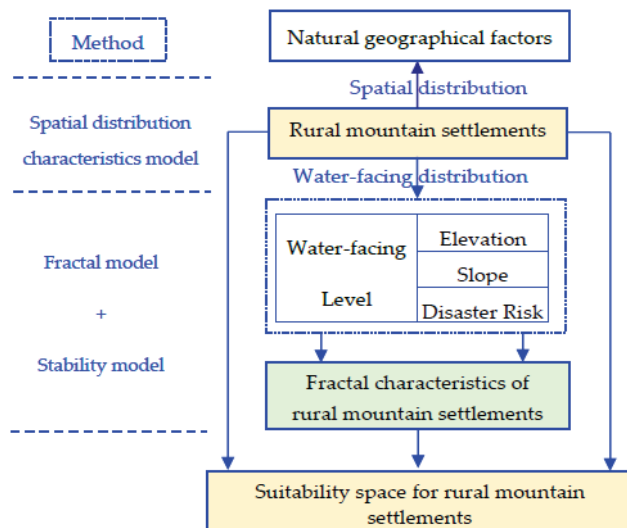 Method
Natural geographical factors
Spatial distribution
Spatial distribution
characteristics model
Rural mountain settlements
Water-facing distribution
Fractal model
+
Stability model
Water-facing
Level
Elevation
Slope
Disaster Risk
Fractal characteristics of
rural mountain settlements
Suitability space for rural mountain
settlements